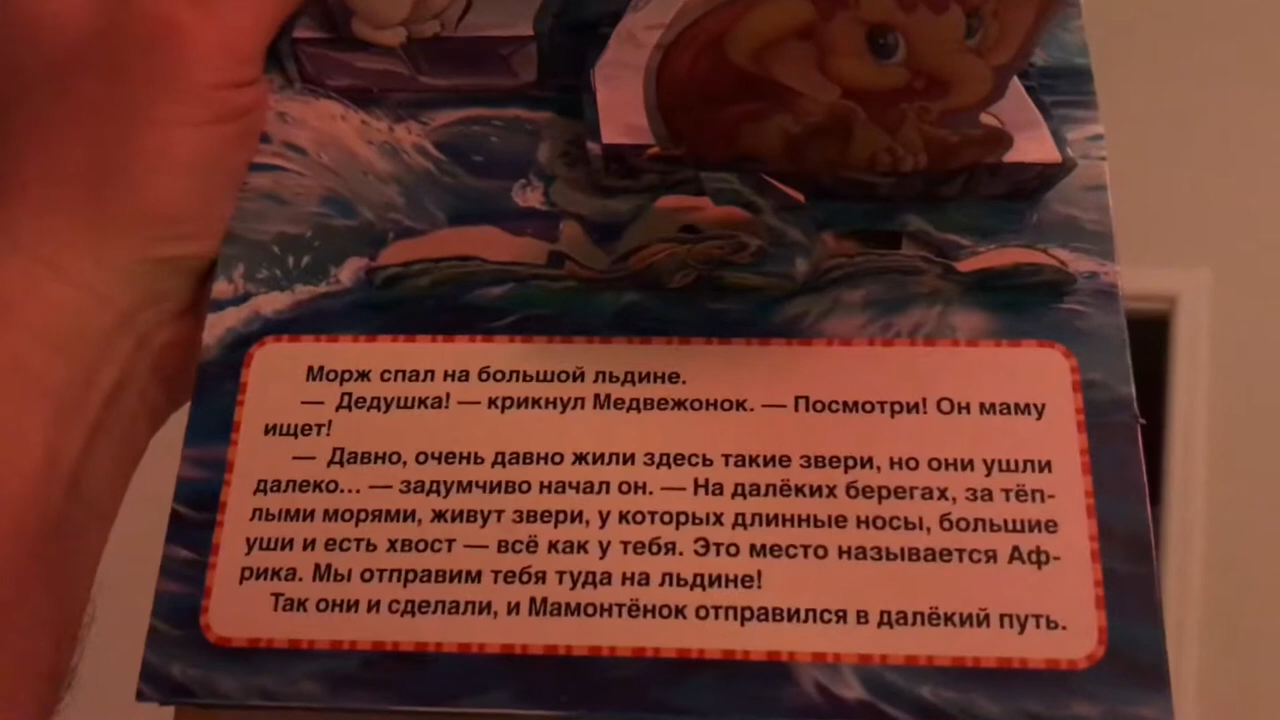 Морж спал на большой льдине.
— Дедушка! — крикнул Медвежонок. — Посмотри! Он маму
ищет!
— Давно, очень давно жили здесь такие звери, но они ушли
далеко... — задумчиво начал он. — На далёких берегах, за тёп-
лыми морями, живут звери, у которых длинные носы, большие
уши и есть хвост — всё как у тебя. Это место называется Аф-
рика. Мы отправим тебя туда на льдине!
Так они и сделали, и Мамонтёнок отправился в далёкий путь.